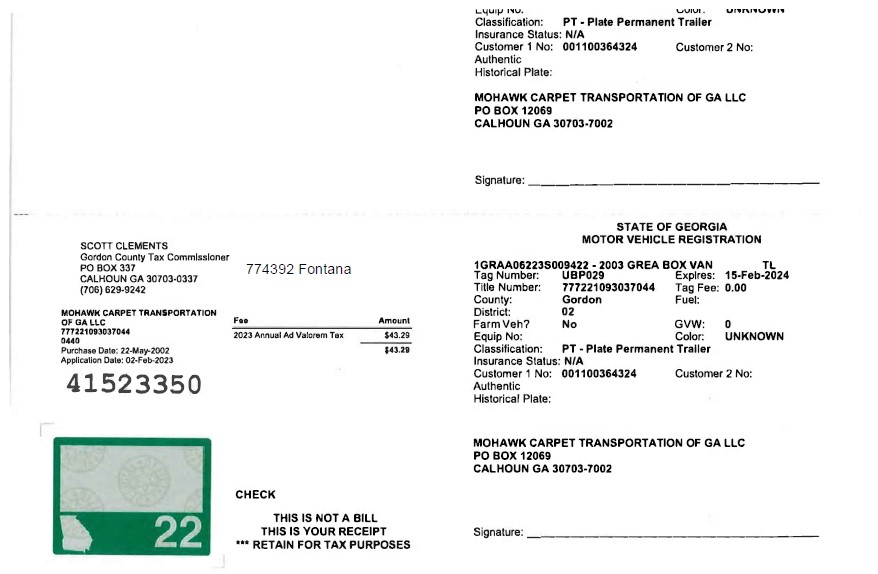 Equip No. Color: UNKNOWN
Classification: PT - Plate Permanent Trailer
Insurance Status: N/A
Customer 1 No: 001100364324 Customer 2 No:
Authentic
Historical Plate:
MOHAWK CARPET TRANSPORTATION OF GA LLC
PO BOX 12069
CALHOUN GA 30703-7002
Signature:
SCOTT CLEMENTS
Gordon County Tax Commissioner
PO BOX 337
CALHOUN GA 30703-0337
(706) 629-9242
774392 Fontana
MOHAWK CARPET TRANSPORTATION
OF GA LLC
777221093037044
0440
Purchase Date: 22-May-2002
Application Date: 02-Feb-2023
Fee Amount
2023 Annual Ad Valorem Tax $43.29
$43.29
41523350
22
CHECK
THIS IS NOT A BILL
THIS IS YOUR RECEIPT
*** RETAIN FOR TAX PURPOSES
STATE OF GEORGIA
MOTOR VEHICLE REGISTRATION
1GRAA06223S009422 - 2003 GREA BOX VAN TL
Tag Number: UBP029 Expires: 15-Feb-2024
Title Number: 777221093037044 Tag Fee: 0.00
County: Gordon Fuel:
District: 02
Farm Veh? No GVW: 0
Equip No: Color: UNKNOWN
Classification: PT - Plate Permanent Trailer
Insurance Status: N/A
Customer 1 No: 001100364324 Customer 2 No:
Authentic
Historical Plate:
MOHAWK CARPET TRANSPORTATION OF GA LLC
PO BOX 12069
CALHOUN GA 30703-7002
Signature: